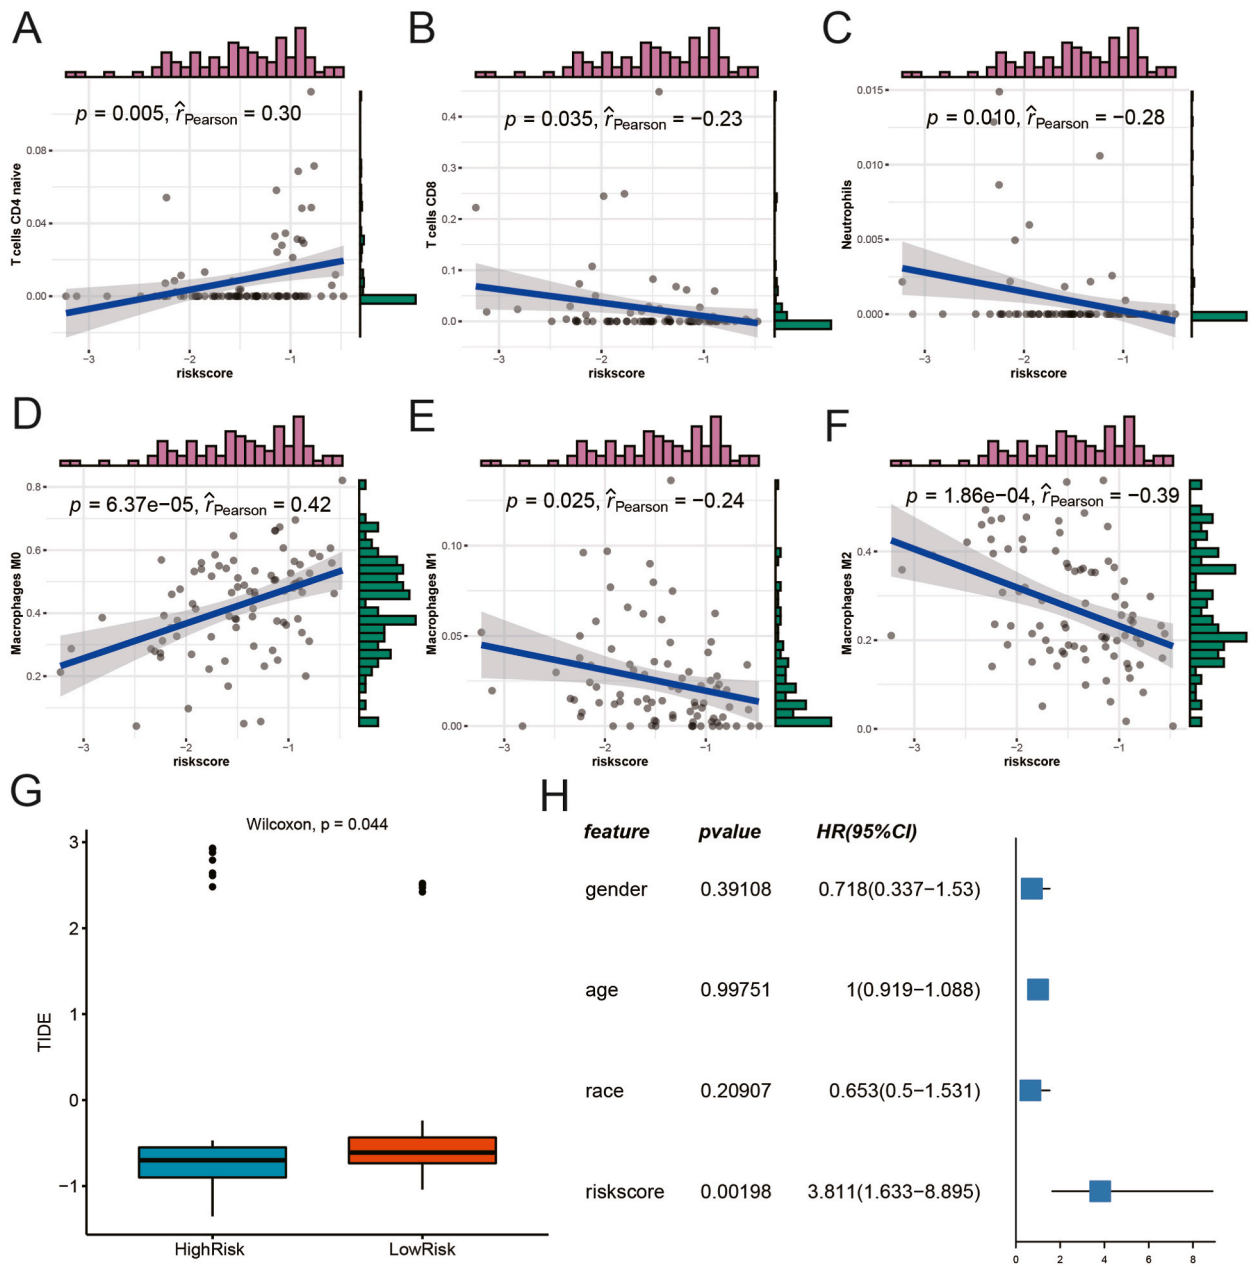 A
p = 0.005, r̂Pearson = 0.30
T cells CD4 naive
0.08
0.04
0.00
−3
−2
−1
riskscore
B
p = 0.035, r̂Pearson = −0.23
T cells CD8
0.4
0.3
0.2
0.1
0.0
−3
−2
−1
riskscore
C
p = 0.010, r̂Pearson = −0.28
Neutrophils
0.015
0.010
0.005
0.000
−3
−2
−1
riskscore
D
p = 6.37e−05, r̂Pearson = 0.42
Macrophages M0
0.8
0.6
0.4
0.2
−3
−2
−1
riskscore
E
p = 0.025, r̂Pearson = −0.24
Macrophages M1
0.10
0.05
0.00
−3
−2
−1
riskscore
F
p = 1.86e−04, r̂Pearson = −0.39
Macrophages M2
0.4
0.2
0.0
−3
−2
−1
riskscore
G
Wilcoxon, p = 0.044
TIDE
3
2
1
0
−1
HighRisk
LowRisk
H
feature pvalue HR(95%CI)
gender 0.39108 0.718(0.337−1.53)
age 0.99751 1(0.919−1.088)
race 0.20907 0.653(0.5−1.531)
riskscore 0.00198 3.811(1.633−8.895)
0 2 4 6 8